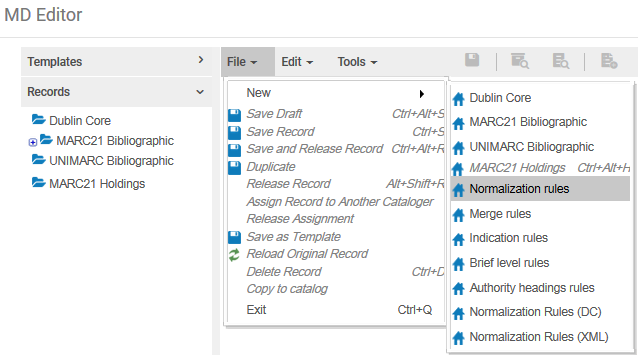 MD Editor
Templates
Records
Dublin Core
MARC21 Bibliographic
UNIMARC Bibliographic
MARC21 Holdings
File Edit Tools
New
Save Draft Ctrl+Alt+S
Save Record Ctrl+S
Save and Release Record Ctrl+Alt+R
Duplicate
Release Record Alt+Shift+R
Assign Record to Another Cataloger
Release Assignment
Save as Template
Reload Original Record
Delete Record Ctrl+D
Copy to catalog
Exit Ctrl+Q
Dublin Core
MARC21 Bibliographic
UNIMARC Bibliographic
MARC21 Holdings Ctrl+Alt+H
Normalization rules
Merge rules
Indication rules
Brief level rules
Authority headings rules
Normalization Rules (DC)
Normalization Rules (XML)